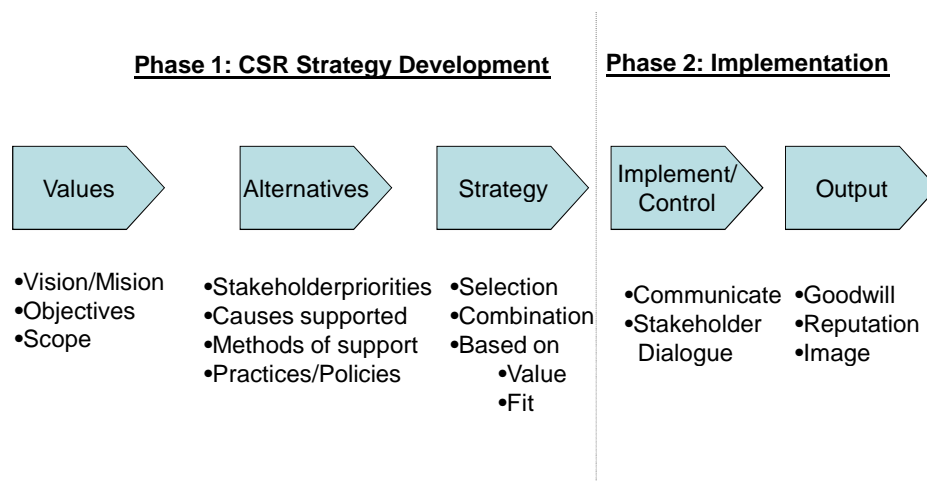 Phase 1: CSR Strategy Development
Phase 2: Implementation
Values
Alternatives
Strategy
Implement/
Control
Output
•Vision/Mision
•Objectives
•Scope
•Stakeholderpriorities
•Causes supported
•Methods of support
•Practices/Policies
•Selection
•Combination
•Based on
•Value
•Fit
•Communicate
•Stakeholder
Dialogue
•Goodwill
•Reputation
•Image